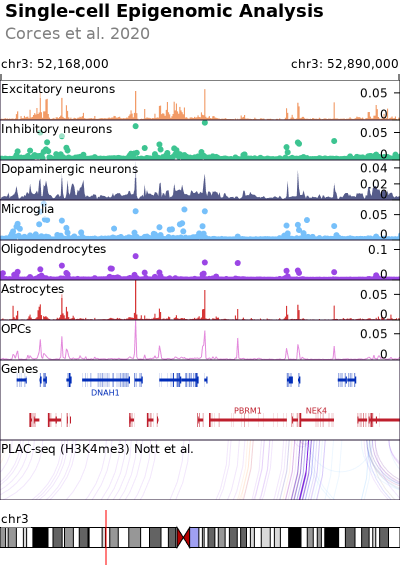 Single-cell Epigenomic Analysis
Corces et al. 2020
chr3: 52,168,000 chr3: 52,890,000
Excitatory neurons
0.05
0
Inhibitory neurons
0.05
0
Dopaminergic neurons
0.04
0.02
0
Microglia
0.05
0
Oligodendrocytes
0.1
0
Astrocytes
0.05
0
OPCs
0.05
0
Genes
DNAH1
PBRM1 NEK4
PLAC-seq (H3K4me3) Nott et al.
chr3